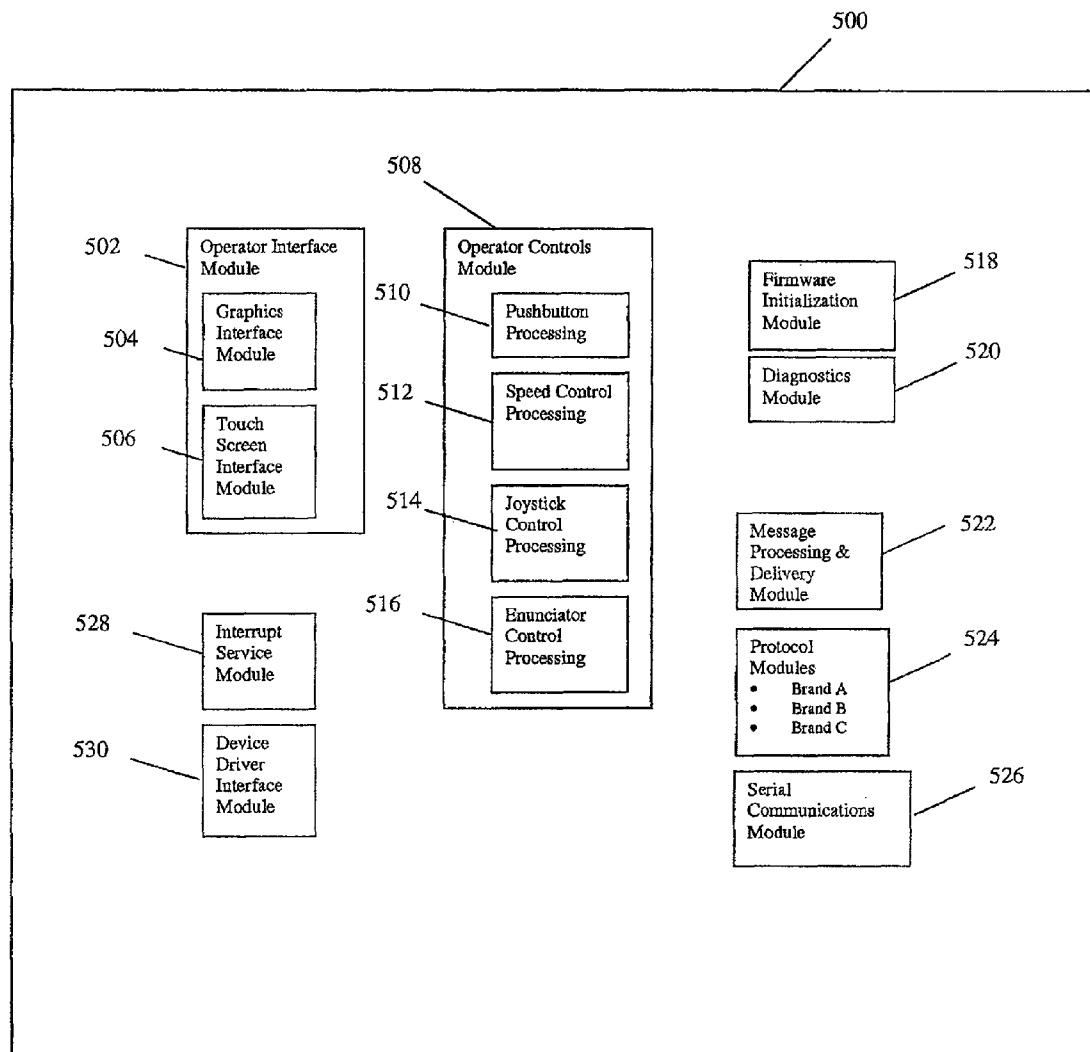 500
508
502
Operator Interface
Module
504
Graphics
Interface
Module
506
Touch
Screen
Interface
Module
Operator Controls
Module
510
Pushbutton
Processing
512
Speed Control
Processing
514
Joystick
Control
Processing
516
Enunciator
Control
Processing
518
Firmware
Initialization
Module
520
Diagnostics
Module
522
Message
Processing &
Delivery
Module
524
Protocol
Modules
• Brand A
• Brand B
• Brand C
526
Serial
Communications
Module
528
Interrupt
Service
Module
530
Device
Driver
Interface
Module